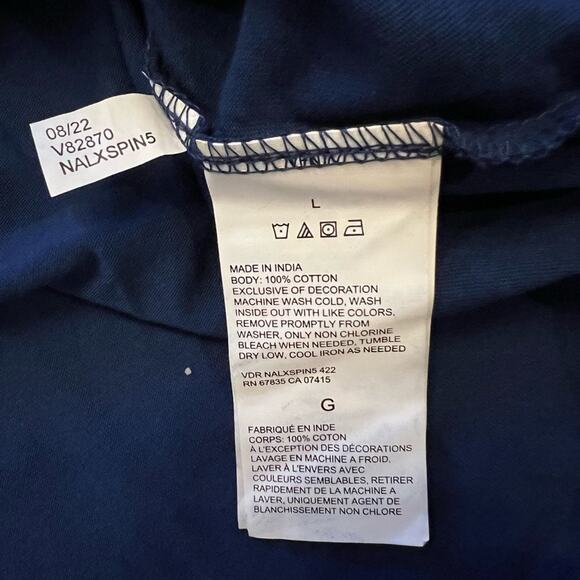 08/22
V82870
NALXSPIN5
L
MADE IN INDIA
BODY: 100% COTTON
EXCLUSIVE OF DECORATION
MACHINE WASH COLD, WASH
INSIDE OUT WITH LIKE COLORS,
REMOVE PROMPTLY FROM
WASHER, ONLY NON CHLORINE
BLEACH WHEN NEEDED, TUMBLE
DRY LOW, COOL IRON AS NEEDED
VDR NALXSPIN5 422
RN 67835 CA 07415
G
FABRIQUÉ EN INDE
CORPS: 100% COTON
À L'EXCEPTION DES DÉCORATIONS
LAVAGE EN MACHINE A FROID,
LAVER À L'ENVERS AVEC
COULEURS SEMBLABLES, RETIRER
RAPIDEMENT DE LA MACHINE A
LAVER, UNIQUEMENT AGENT DE
BLANCHISSEMENT NON CHLORE